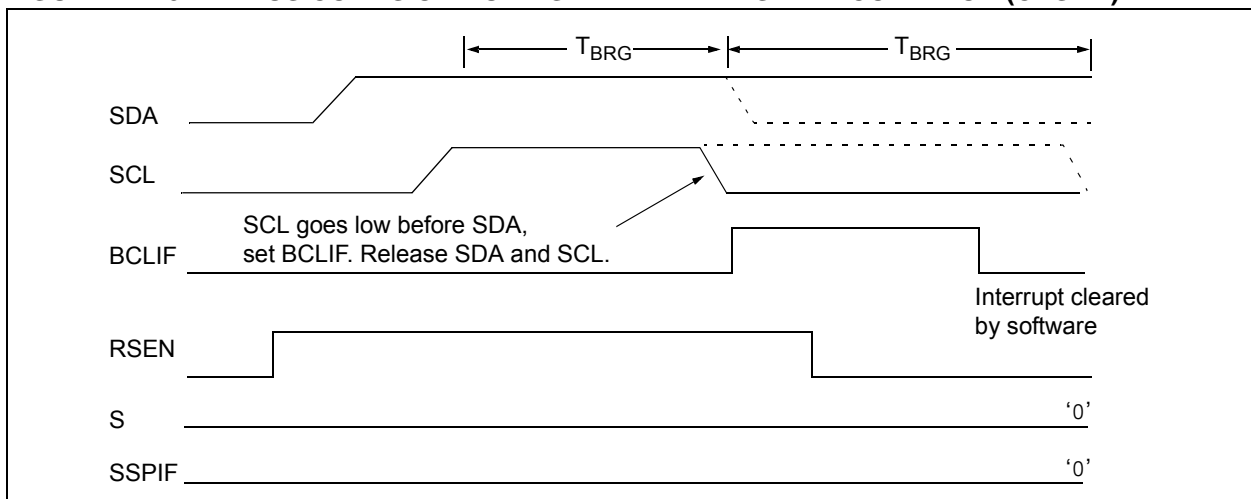 TBRG TBRG
SDA
SCL
SCL goes low before SDA,
set BCLIF. Release SDA and SCL.
BCLIF
Interrupt cleared
by software
RSEN
S ‘0’
SSPIF ‘0’